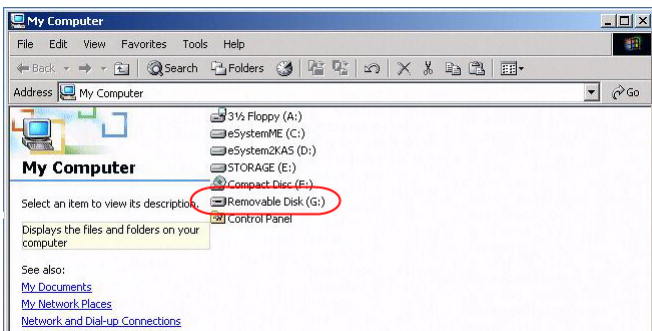 My Computer
File Edit View Favorites Tools Help
Back Search Folders
Address My Computer Go
3½ Floppy (A:)
eSystemME (C:)
eSystem2KAS (D:)
STORAGE (E:)
Compact Disc (F:)
Removable Disk (G:)
Control Panel
My Computer
Select an item to view its description.
Displays the files and folders on your
computer
See also:
My Documents
My Network Places
Network and Dial-up Connections